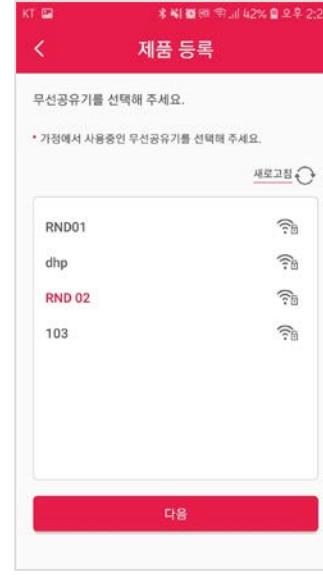 KT 42% 오후 2:2
제품 등록
무선공유기를 선택해 주세요.
* 가정에서 사용중인 무선공유기를 선택해 주세요.
새로고침
RND01
dhp
RND 02
103
다음